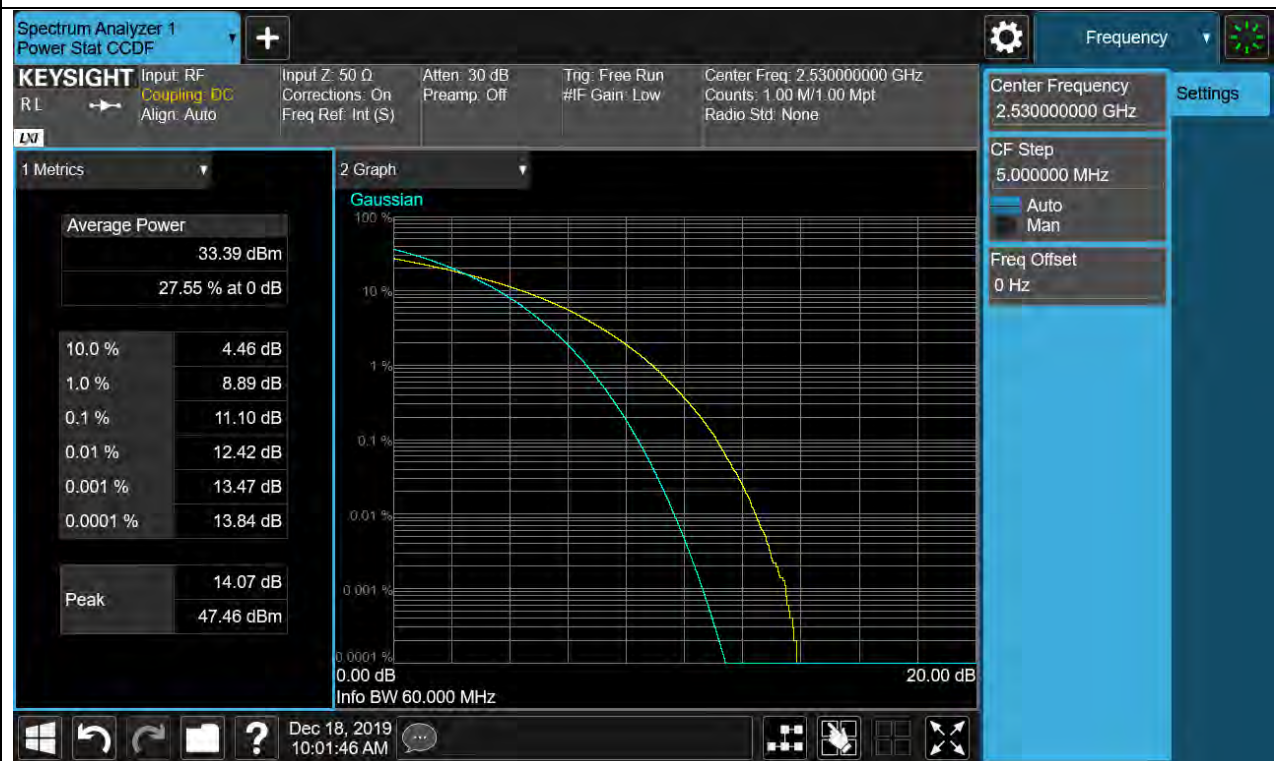 Spectrum Analyzer 1
Power Stat CCDF
Frequency
KEYSIGHT
RL
LXI
Input: RF
Coupling: DC
Align: Auto
Input Z: 50 Ω
Corrections: On
Freq Ref: Int (S)
Atten: 30 dB
Preamp: Off
Trig: Free Run
#IF Gain: Low
Center Freq: 2.530000000 GHz
Counts: 1.00 M/1.00 Mpt
Radio Std: None
Center Frequency
2.530000000 GHz
Settings
CF Step
5.000000 MHz
Auto
Man
Freq Offset
0 Hz
1 Metrics
Average Power
33.39 dBm
27.55 % at 0 dB
10.0 % 4.46 dB
1.0 % 8.89 dB
0.1 % 11.10 dB
0.01 % 12.42 dB
0.001 % 13.47 dB
0.0001 % 13.84 dB
Peak
14.07 dB
47.46 dBm
2 Graph
Gaussian
100 %
10 %
1 %
0.1 %
0.01 %
0.001 %
0.0001 %
0.00 dB 20.00 dB
Info BW 60.000 MHz
?
Dec 18, 2019
10:01:46 AM